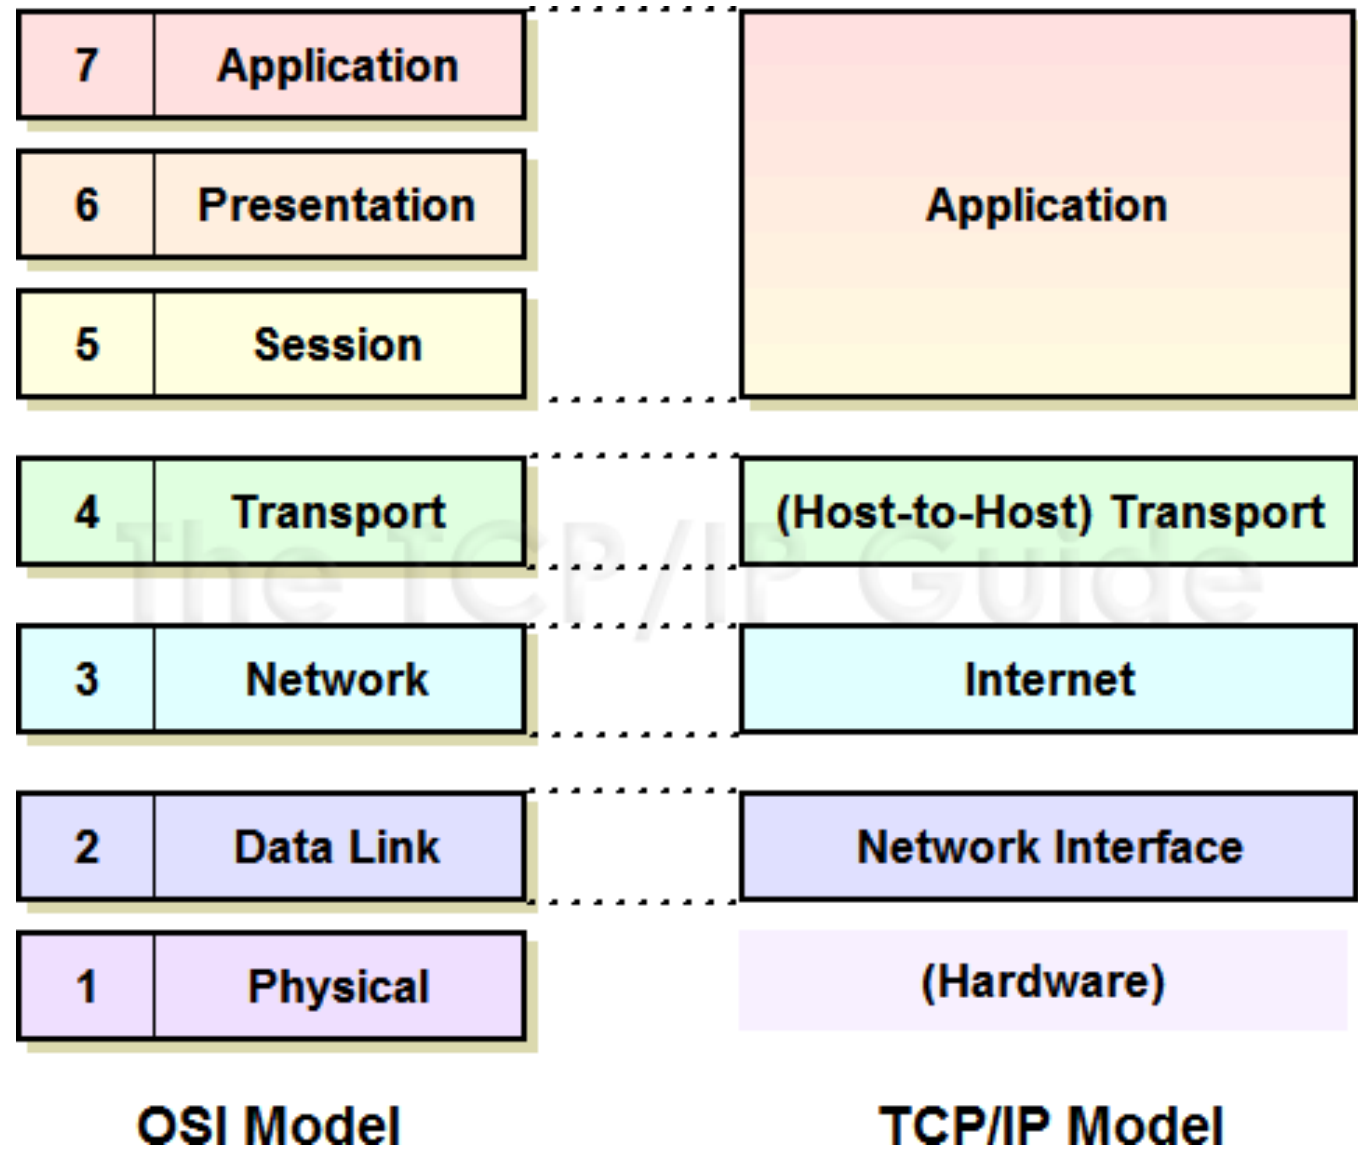 7 Application
6 Presentation
5 Session
Application
4 Transport
(Host-to-Host) Transport
3 Network
Internet
2 Data Link
Network Interface
1 Physical
(Hardware)
The TCP/IP Guide
OSI Model
TCP/IP Model